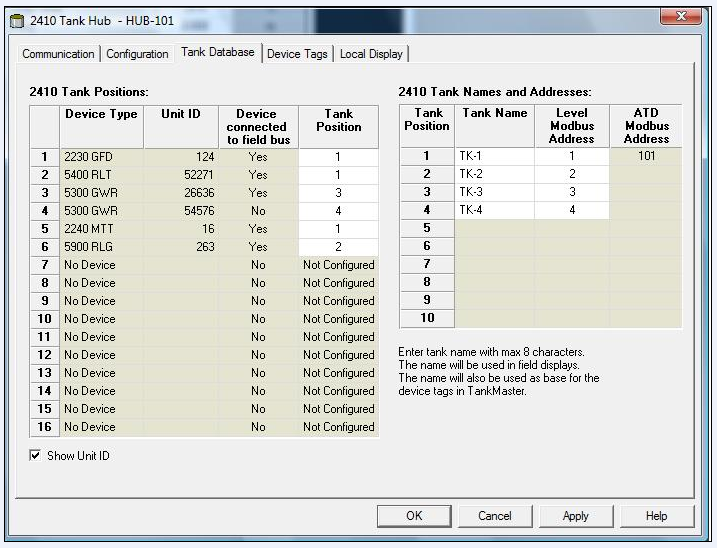 2410 Tank Hub - HUB-101
Communication Configuration Tank Database Device Tags Local Display
2410 Tank Positions:
Device Type Unit ID Device connected to field bus Tank Position
1 2230 GFD 124 Yes 1
2 5400 RLT 52271 Yes 1
3 5300 GWR 26636 Yes 3
4 5300 GWR 54576 No 4
5 2240 MTT 16 Yes 1
6 5900 RLG 263 Yes 2
7 No Device No Not Configured
8 No Device No Not Configured
9 No Device No Not Configured
10 No Device No Not Configured
11 No Device No Not Configured
12 No Device No Not Configured
13 No Device No Not Configured
14 No Device No Not Configured
15 No Device No Not Configured
16 No Device No Not Configured
Show Unit ID
2410 Tank Names and Addresses:
Tank Position Tank Name Level Modbus Address ATD Modbus Address
1 TK-1 1 101
2 TK-2 2
3 TK-3 3
4 TK-4 4
5
6
7
8
9
10
Enter tank name with max 8 characters.
The name will be used in field displays.
The name will also be used as base for the
device tags in TankMaster.
OK Cancel Apply Help